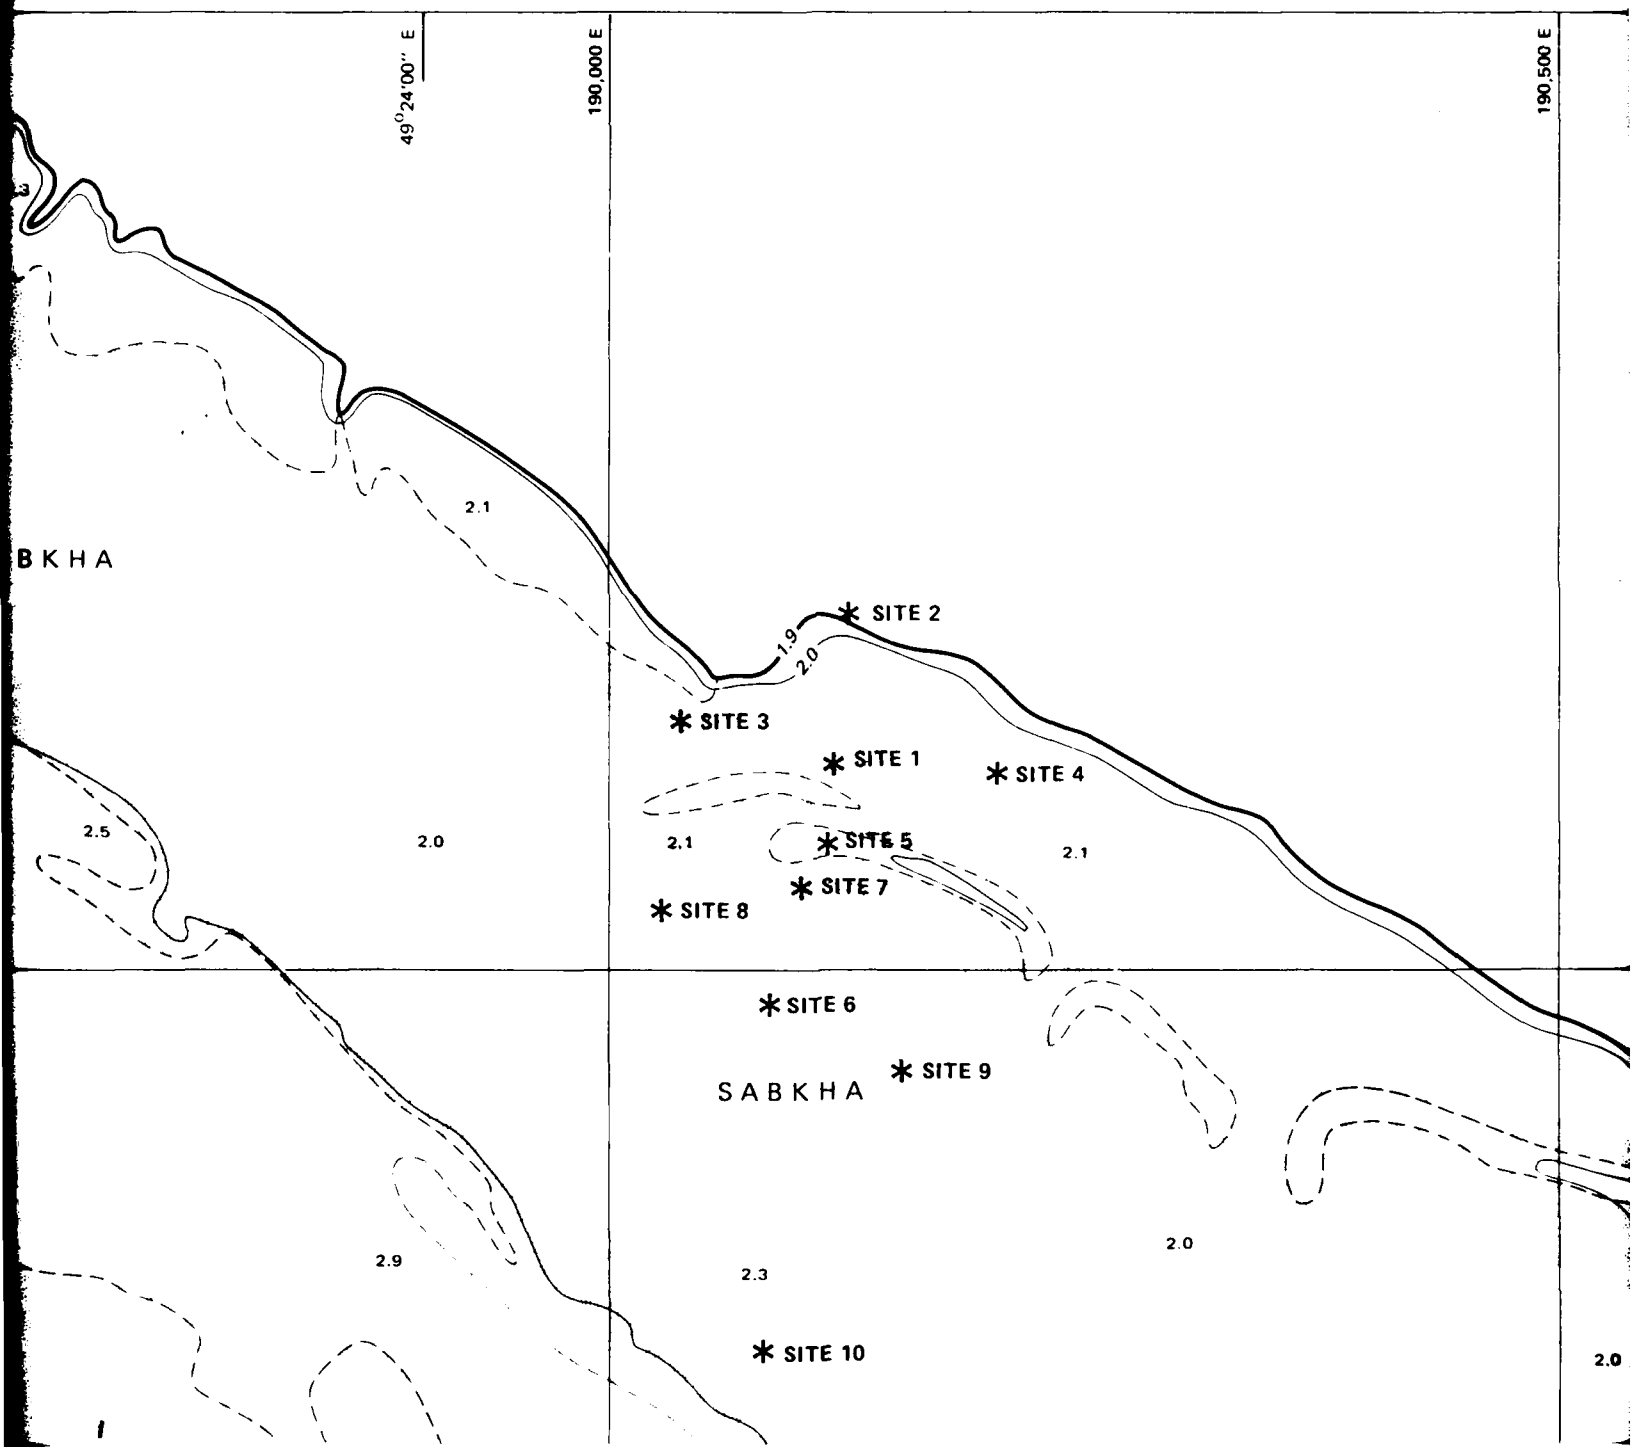 49°24'00" E
190,000 E
190,500 E
2.1
BKHA
SITE 2
1.9
2.0
SITE 3
SITE 1
SITE 4
2.5
2.0
2.1
SITE 5
2.1
SITE 7
SITE 8
SITE 6
SITE 9
SABKHA
2.0
2.9
2.3
SITE 10
2.0